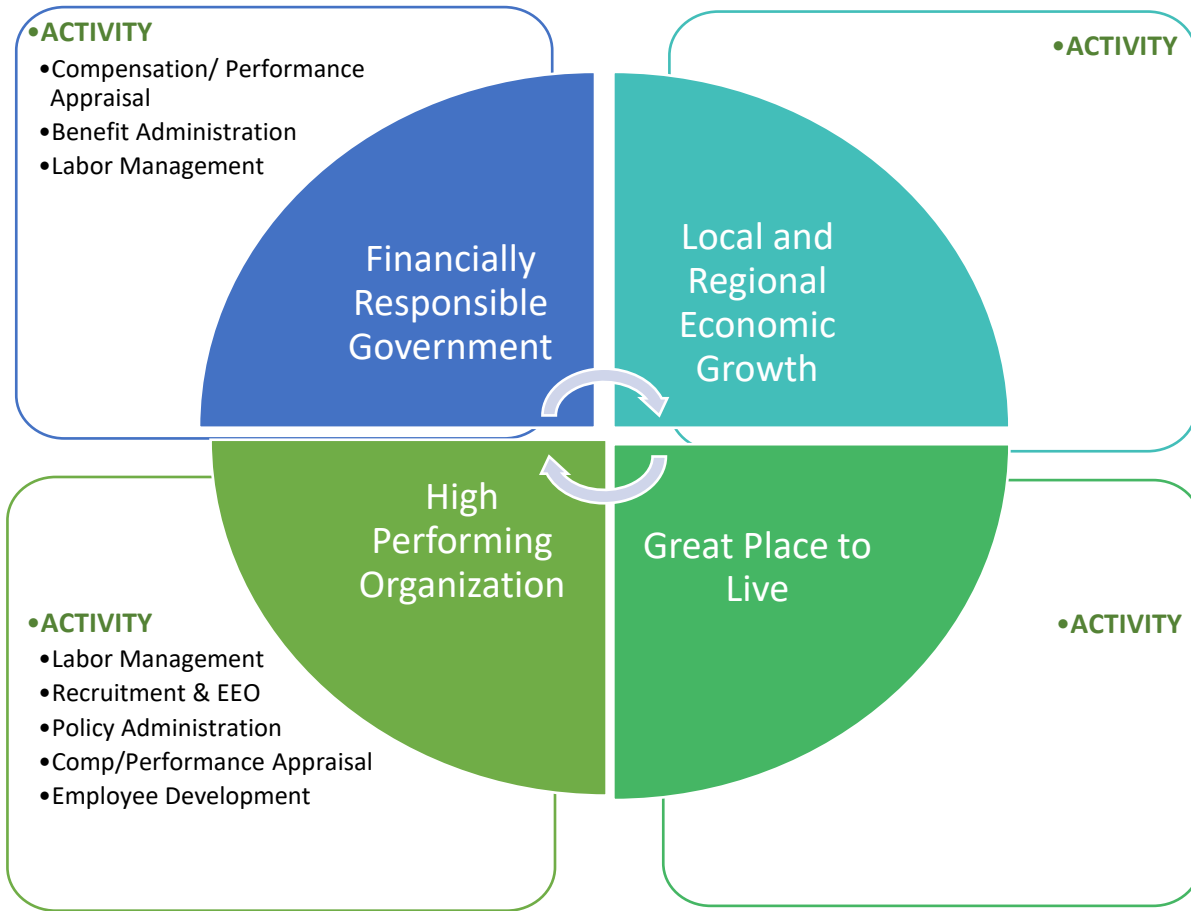 •ACTIVITY
•Compensation/ Performance
Appraisal
•Benefit Administration
•Labor Management
•ACTIVITY
Financially
Responsible
Government
Local and
Regional
Economic
Growth
High
Performing
Organization
Great Place to
Live
•ACTIVITY
•Labor Management
•Recruitment & EEO
•Policy Administration
•Comp/Performance Appraisal
•Employee Development
•ACTIVITY